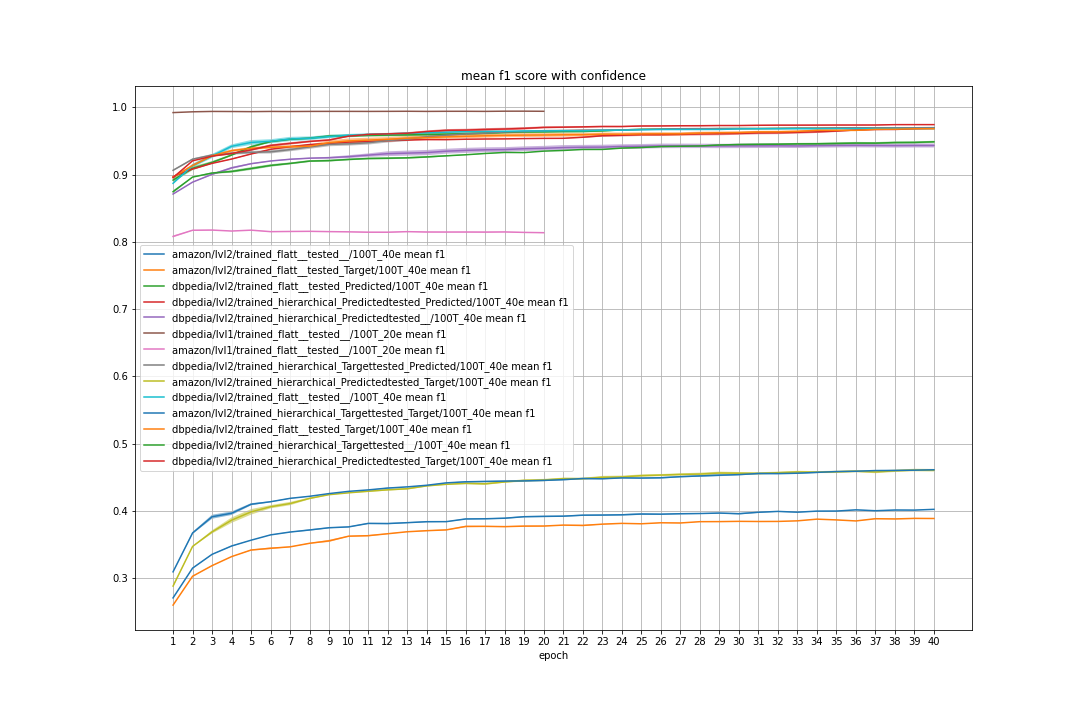 mean f1 score with confidence
1.0
0.9
0.8
0.7
0.6
0.5
0.4
0.3
amazon/lvl2/trained_flatt__tested__/100T_40e mean f1
amazon/lvl2/trained_flatt__tested_Target/100T_40e mean f1
dbpedia/lvl2/trained_flatt__tested_Predicted/100T_40e mean f1
dbpedia/lvl2/trained_hierarchical_Predictedtested_Predicted/100T_40e mean f1
dbpedia/lvl2/trained_hierarchical_Predictedtested__/100T_40e mean f1
dbpedia/lvl1/trained_flatt__tested__/100T_20e mean f1
amazon/lvl1/trained_flatt__tested__/100T_20e mean f1
dbpedia/lvl2/trained_hierarchical_Targettested_Predicted/100T_40e mean f1
amazon/lvl2/trained_hierarchical_Predictedtested_Target/100T_40e mean f1
dbpedia/lvl2/trained_flatt__tested__/100T_40e mean f1
amazon/lvl2/trained_hierarchical_Targettested_Target/100T_40e mean f1
dbpedia/lvl2/trained_flatt__tested_Target/100T_40e mean f1
dbpedia/lvl2/trained_hierarchical_Targettested__/100T_40e mean f1
dbpedia/lvl2/trained_hierarchical_Predictedtested_Target/100T_40e mean f1
1 2 3 4 5 6 7 8 9 10 11 12 13 14 15 16 17 18 19 20 21 22 23 24 25 26 27 28 29 30 31 32 33 34 35 36 37 38 39 40
epoch